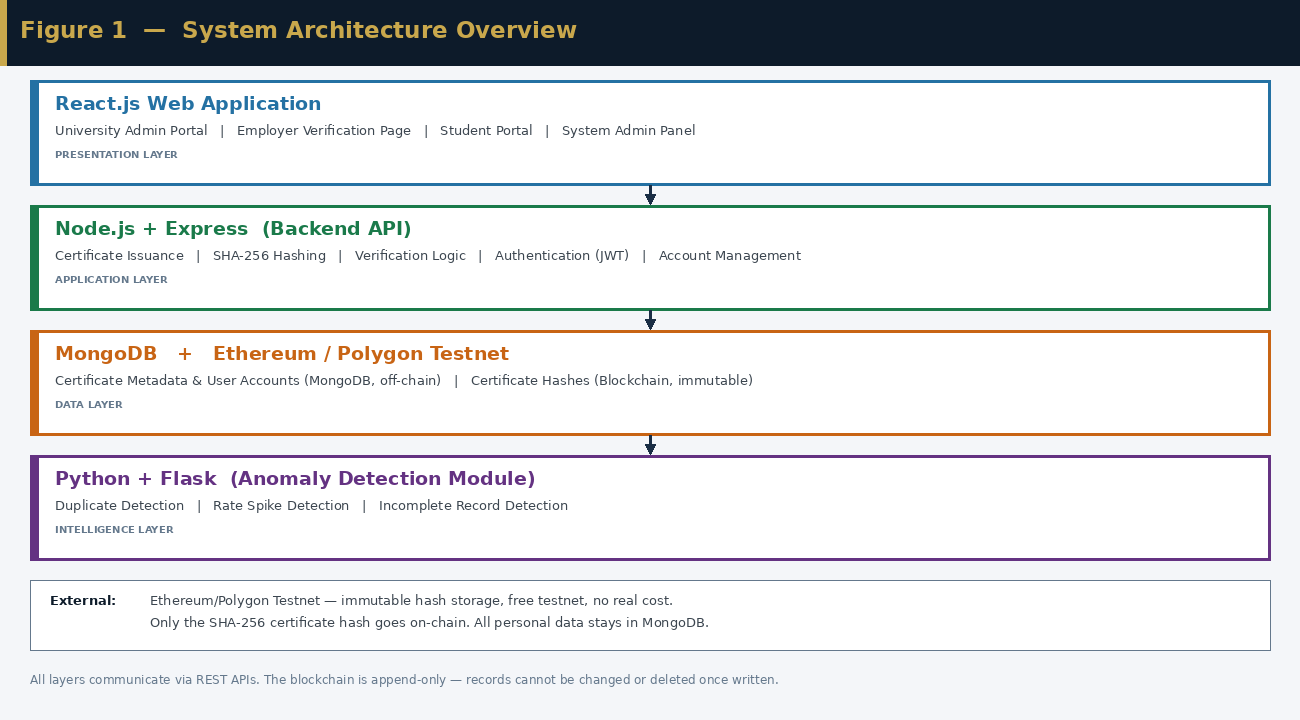 Figure 1 — System Architecture Overview
React.js Web Application
University Admin Portal | Employer Verification Page | Student Portal | System Admin Panel
PRESENTATION LAYER
Node.js + Express (Backend API)
Certificate Issuance | SHA-256 Hashing | Verification Logic | Authentication (JWT) | Account Management
APPLICATION LAYER
MongoDB + Ethereum / Polygon Testnet
Certificate Metadata & User Accounts (MongoDB, off-chain) | Certificate Hashes (Blockchain, immutable)
DATA LAYER
Python + Flask (Anomaly Detection Module)
Duplicate Detection | Rate Spike Detection | Incomplete Record Detection
INTELLIGENCE LAYER
External: Ethereum/Polygon Testnet — immutable hash storage, free testnet, no real cost.
Only the SHA-256 certificate hash goes on-chain. All personal data stays in MongoDB.
All layers communicate via REST APIs. The blockchain is append-only — records cannot be changed or deleted once written.